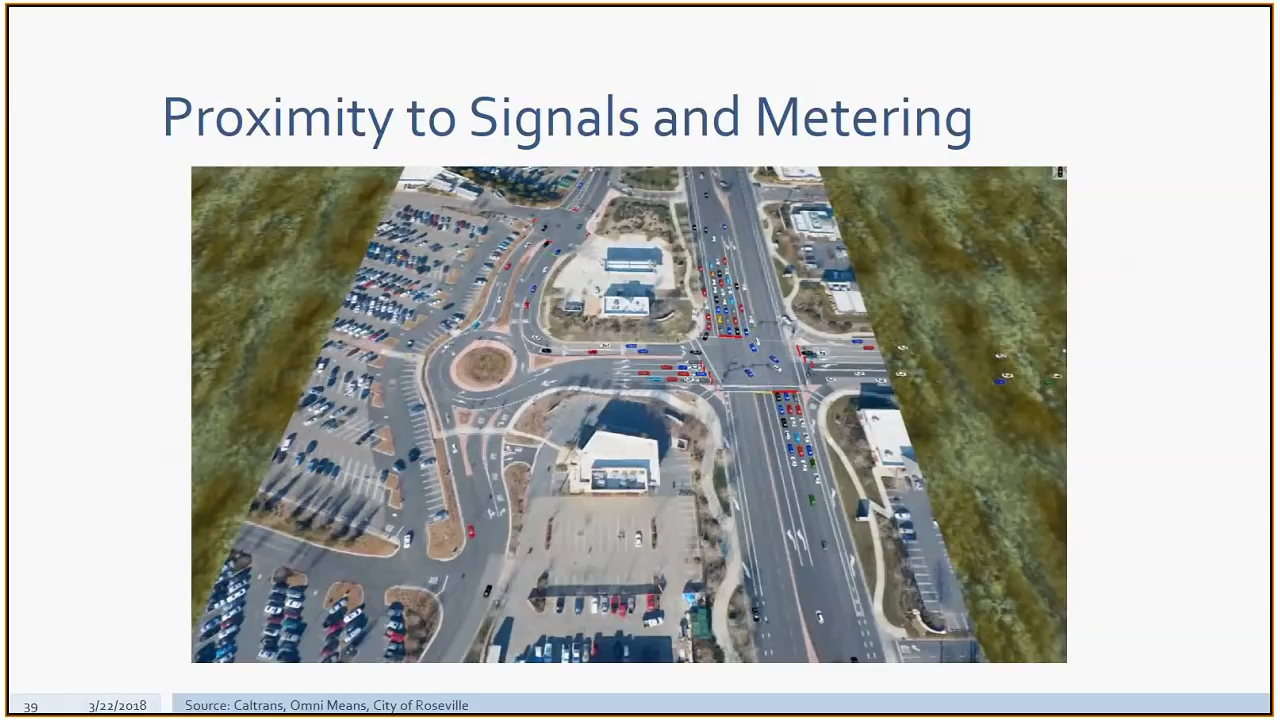 Proximity to Signals and Metering
39 3/22/2018 Source: Caltrans, Omni Means, City of Roseville